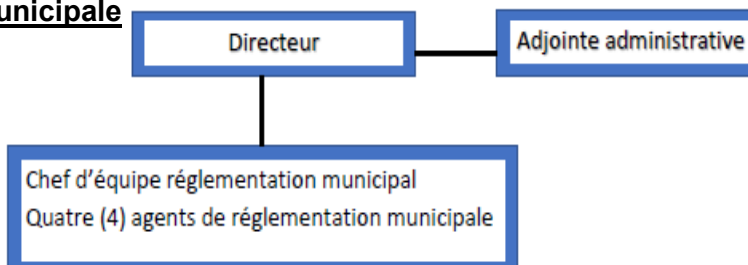 unicipale
Directeur
Adjointe administrative
Chef d'équipe réglementation municipal
Quatre (4) agents de réglementation municipale